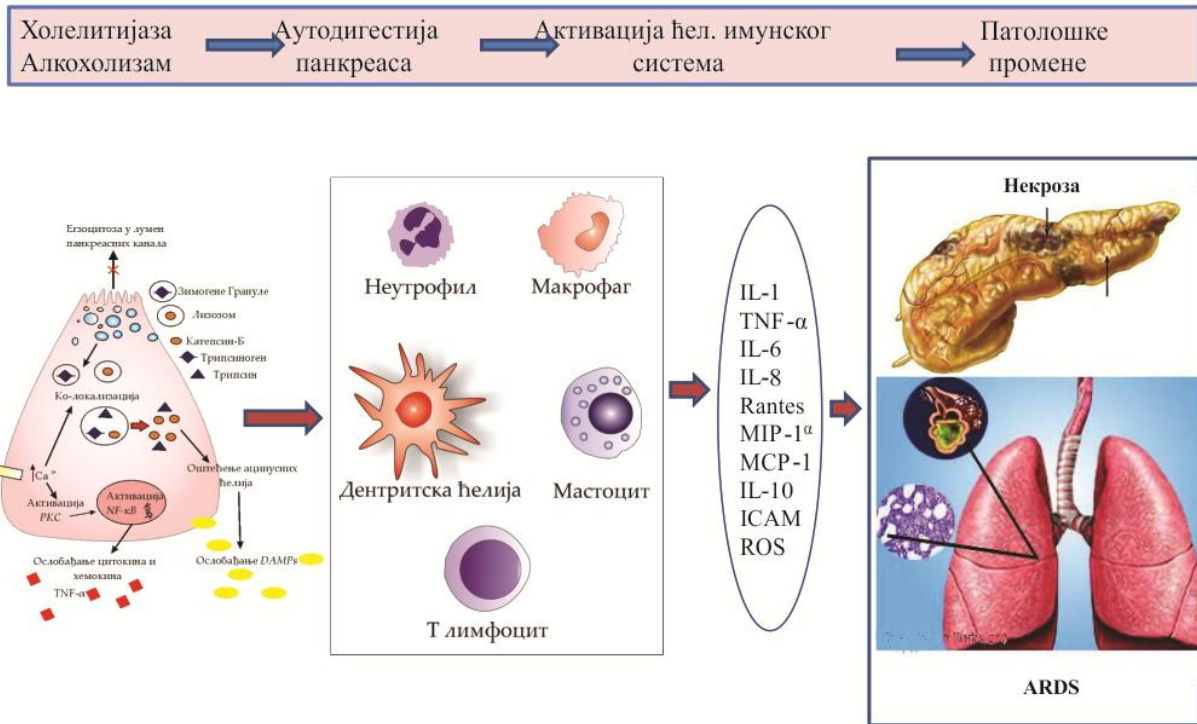 Холелитијаза
Алкохолизам
Аутодигестија
панкреаса
Активација ћел. имунског
система
Патолошке
промене
Егзоцитоза у лумен
панкреасних канала
Зимогене Грануле
Лизозом
Катепсин-Б
Трипсиноген
Трипсин
Ко-локализација
Ca
Активација
PKC
Активација
NF-κB
Оштећење ацинусних
ћелија
Ослобађање цитокина и
хемокина
TNF-α
Ослобађање DAMPs
Неутрофил
Макрофаг
Дентритска ћелија
Мастоцит
Т лимфоцит
IL-1
TNF-α
IL-6
IL-8
Rantes
MIP-1α
MCP-1
IL-10
ICAM
ROS
Некроза
ARDS